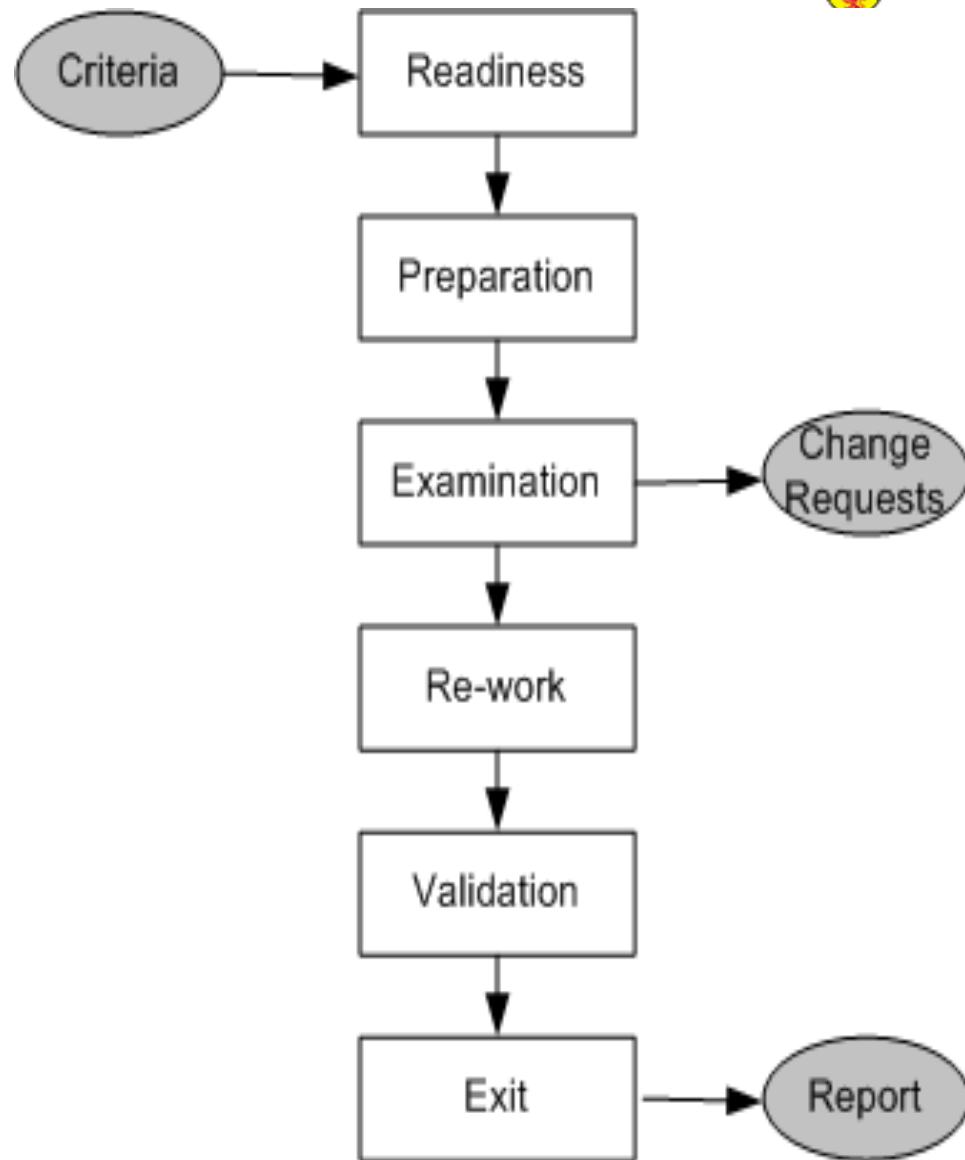 Criteria
Readiness
Preparation
Examination
Change
Requests
Re-work
Validation
Exit
Report